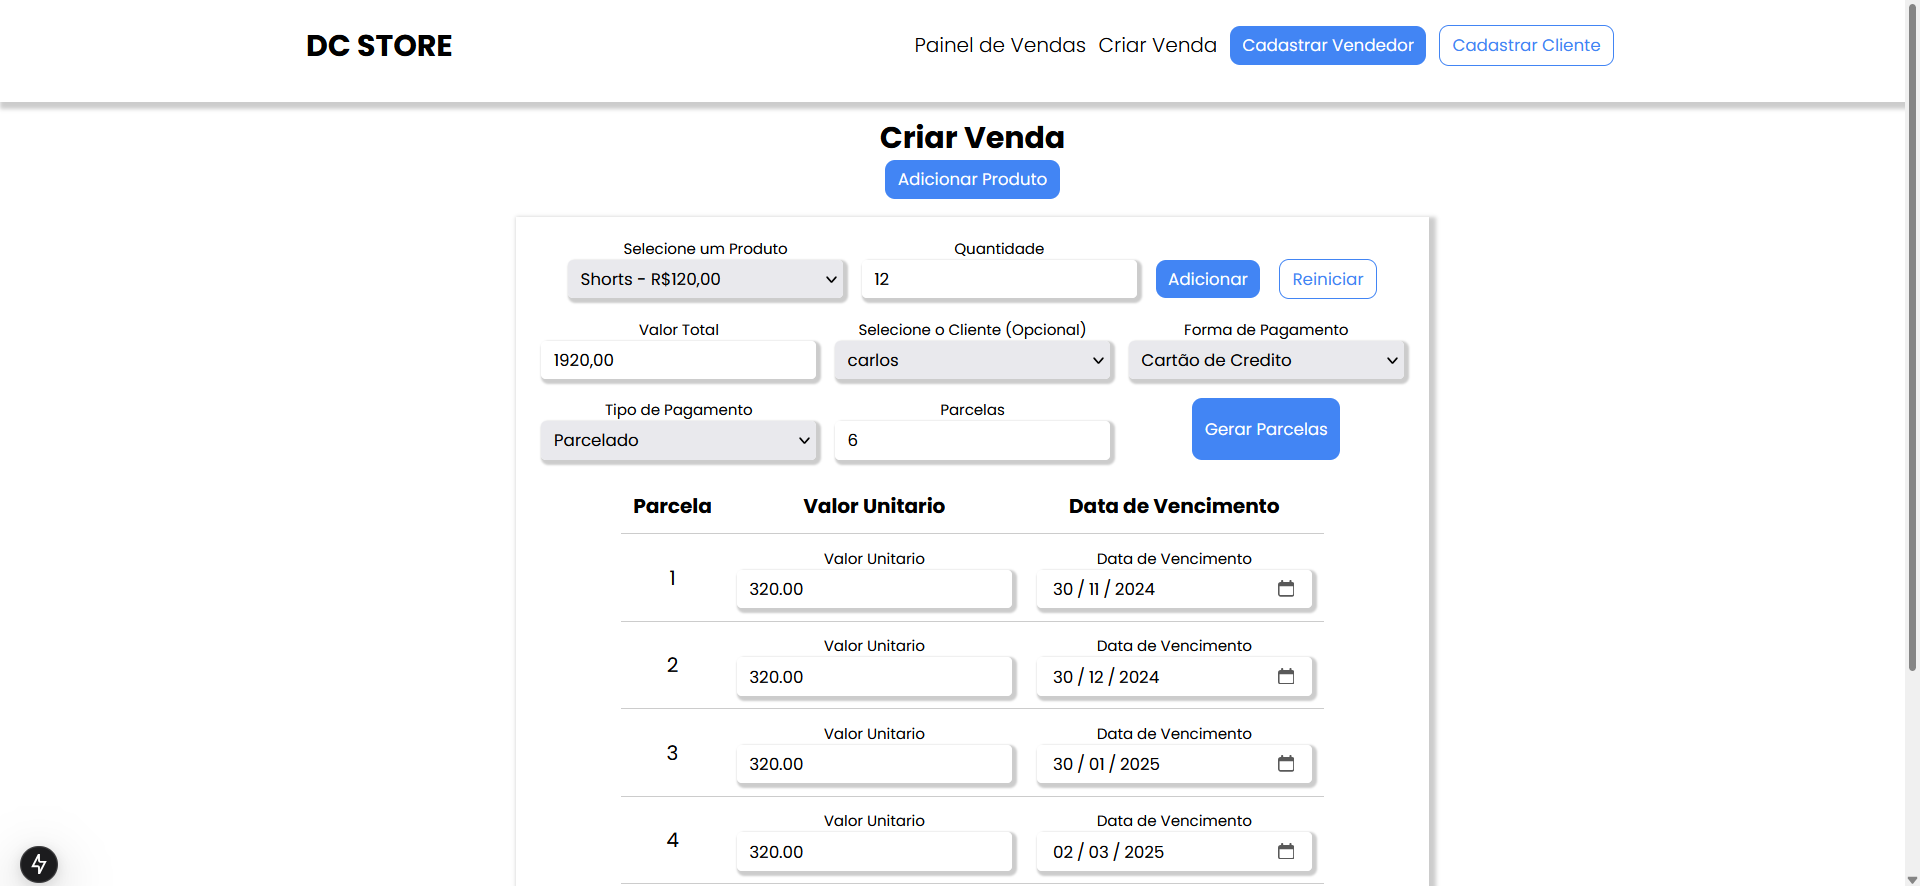 DC STORE
Painel de Vendas Criar Venda Cadastrar Vendedor Cadastrar Cliente
Criar Venda
Adicionar Produto
Selecione um Produto Quantidade
Shorts - R$120,00 12 Adicionar Reiniciar
Valor Total Selecione o Cliente (Opcional) Forma de Pagamento
1920,00 carlos Cartão de Credito
Tipo de Pagamento Parcelas
Parcelado 6 Gerar Parcelas
Parcela Valor Unitario Data de Vencimento
Valor Unitario Data de Vencimento
1 320.00 30 / 11 / 2024
Valor Unitario Data de Vencimento
2 320.00 30 / 12 / 2024
Valor Unitario Data de Vencimento
3 320.00 30 / 01 / 2025
Valor Unitario Data de Vencimento
4 320.00 02 / 03 / 2025